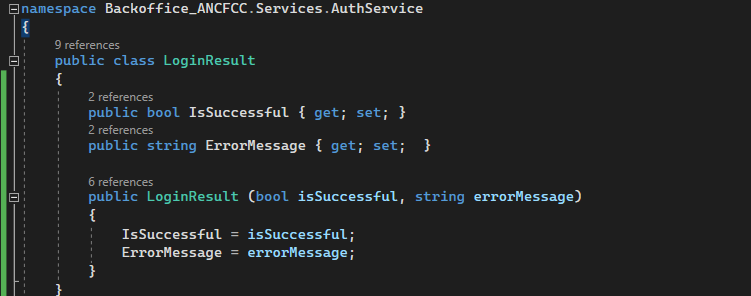 namespace Backoffice_ANCFCC.Services.AuthService
{
9 references
public class LoginResult
{
2 references
public bool IsSuccessful { get; set; }
2 references
public string ErrorMessage { get; set;  }
6 references
public LoginResult (bool isSuccessful, string errorMessage)
{
IsSuccessful = isSuccessful;
ErrorMessage = errorMessage;
}
}